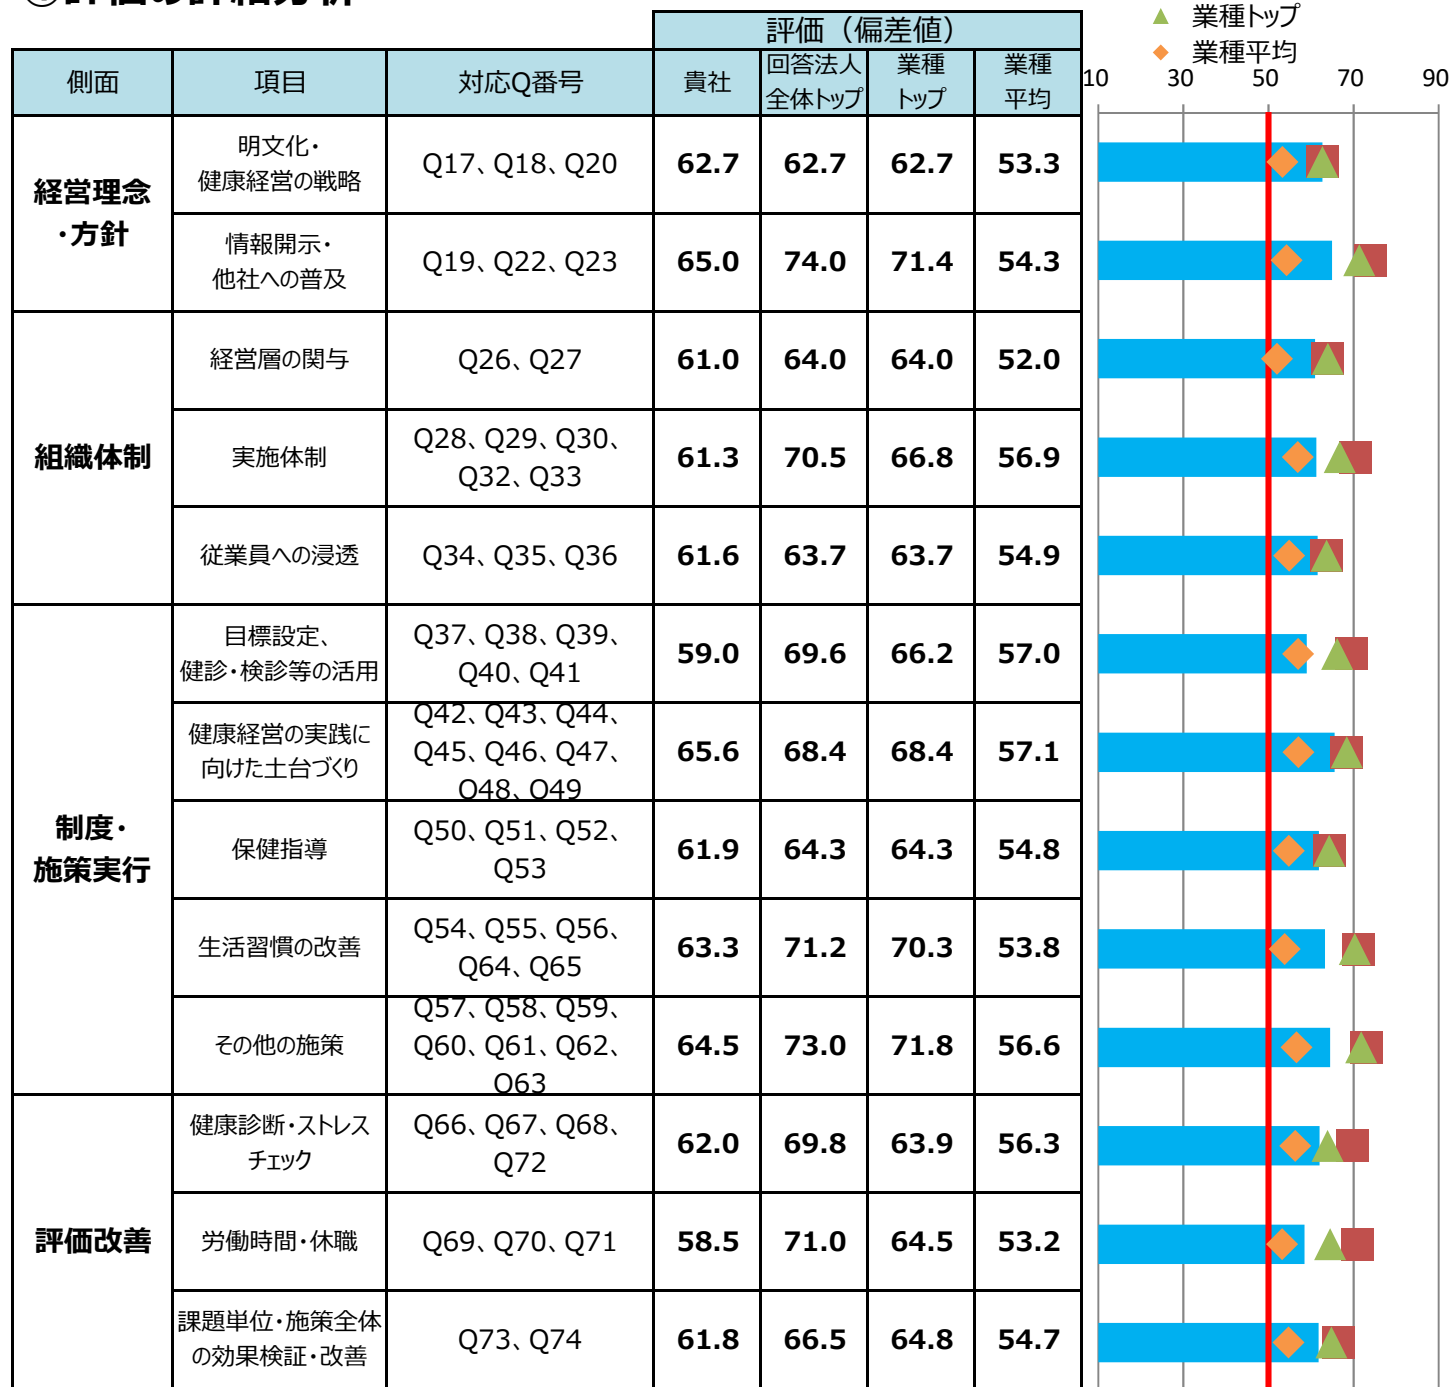 評価（偏差値）
▲ 業種トップ
◆ 業種平均
側面 項目 対応Q番号 貴社 回答法人 業種 業種
全体トップ トップ 平均
10 30 50 70 90
経営理念
・方針
明文化・
健康経営の戦略
Q17、Q18、Q20 62.7 62.7 62.7 53.3
情報開示・
他社への普及
Q19、Q22、Q23 65.0 74.0 71.4 54.3
組織体制
経営層の関与 Q26、Q27 61.0 64.0 64.0 52.0
実施体制
Q28、Q29、Q30、
Q32、Q33
61.3 70.5 66.8 56.9
従業員への浸透 Q34、Q35、Q36 61.6 63.7 63.7 54.9
制度・
施策実行
目標設定、
健診・検診等の活用
Q37、Q38、Q39、
Q40、Q41
59.0 69.6 66.2 57.0
健康経営の実践に
向けた土台づくり
Q42、Q43、Q44、
Q45、Q46、Q47、
Q48、Q49
65.6 68.4 68.4 57.1
保健指導
Q50、Q51、Q52、
Q53
61.9 64.3 64.3 54.8
生活習慣の改善
Q54、Q55、Q56、
Q64、Q65
63.3 71.2 70.3 53.8
その他の施策
Q57、Q58、Q59、
Q60、Q61、Q62、
Q63
64.5 73.0 71.8 56.6
評価改善
健康診断・ストレス
チェック
Q66、Q67、Q68、
Q72
62.0 69.8 63.9 56.3
労働時間・休職 Q69、Q70、Q71 58.5 71.0 64.5 53.2
課題単位・施策全体
の効果検証・改善
Q73、Q74 61.8 66.5 64.8 54.7